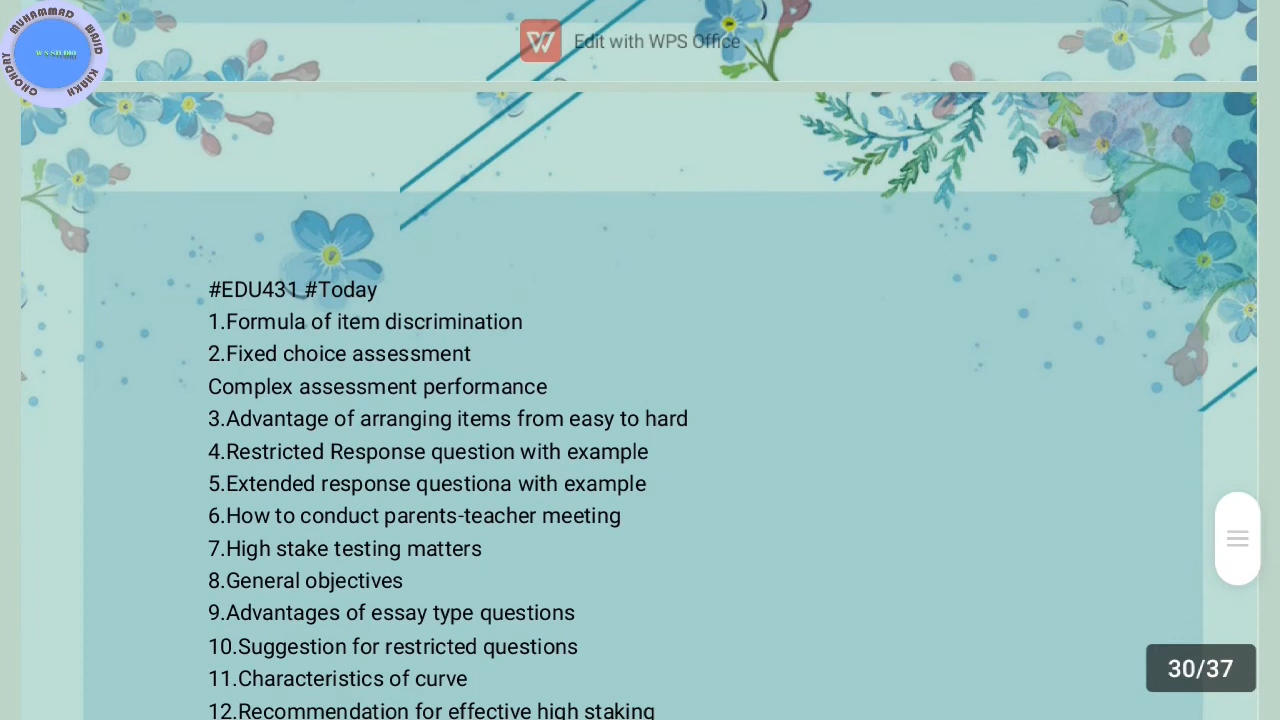 MUHAMMAD WAJID KHAKH
W S STUDIO
Edit with WPS Office
#EDU431 #Today
1.Formula of item discrimination
2.Fixed choice assessment
Complex assessment performance
3.Advantage of arranging items from easy to hard
4.Restricted Response question with example
5.Extended response questiona with example
6.How to conduct parents-teacher meeting
7.High stake testing matters
8.General objectives
9.Advantages of essay type questions
10.Suggestion for restricted questions
11.Characteristics of curve
12.Recommendation for effective high staking
30/37